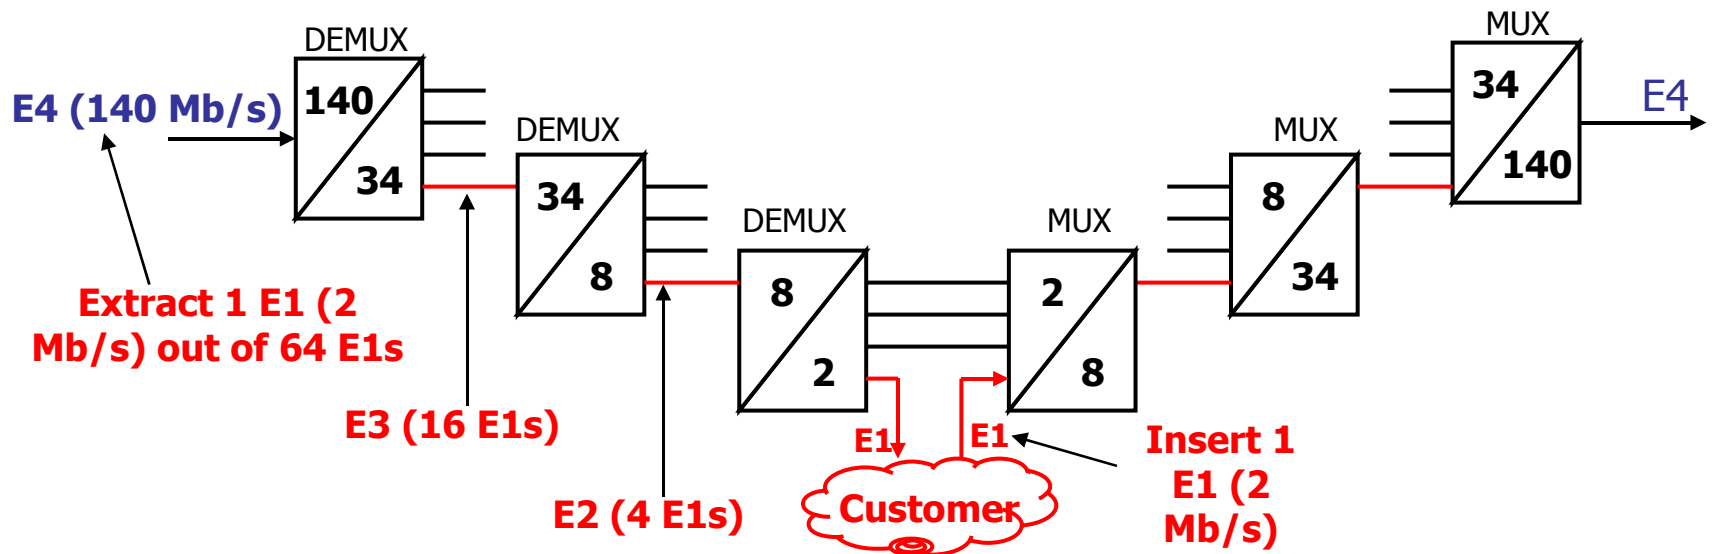 MUX
DEMUX
34
E4 (140 Mb/s)
140
E4
DEMUX
MUX
140
34
34
8
DEMUX
MUX
8
34
Extract 1 E1 (2
Mb/s) out of 64 E1s
8
2
2
8
E3 (16 E1s)
E1
E1
Insert 1
E1 (2
Mb/s)
E2 (4 E1s)
Customer